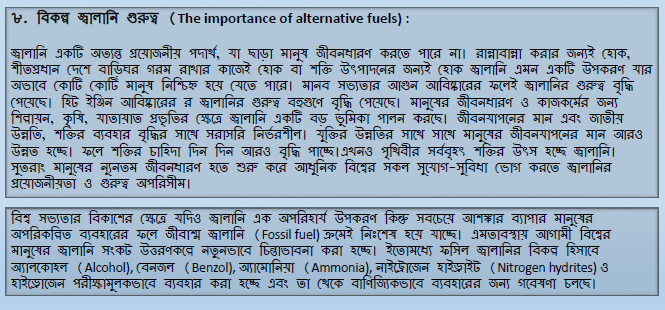 ৮. বিকল্প জ্বালানি গুরুত্ব (The importance of alternative fuels) :
জ্বালানি একটি অত্যন্ত প্রয়োজনীয় পদার্থ, যা ছাড়া মানুষ জীবনধারণ করতে পারে না। রান্নাবান্না করার জন্যই হোক,
শীতপ্রধান দেশে বাড়িঘর গরম রাখার কাজেই হোক বা শক্তি উৎপাদনের জন্যই হোক জ্বালানি এমন একটি উপকরণ যার
অভাবে কোটি কোটি মানুষ নিশ্চিহ্ন হয়ে যেতে পারে। মানব সভ্যতার আগুন আবিষ্কারের ফলেই জ্বালানির গুরুত্ব বৃদ্ধি
পেয়েছে। হিট ইঞ্জিন আবিষ্কারের র জ্বালানির গুরুত্ব বহুগুণে বৃদ্ধি পেয়েছে। মানুষের জীবনধারণ ও কাজকর্মের জন্য
শিল্পায়ন, কৃষি, যাতায়াত প্রভৃতির ক্ষেত্রে জ্বালানি একটি বড় ভূমিকা পালন করছে। জীবনযাপনের মান এবং জাতীয়
উন্নতি, শক্তির ব্যবহার বৃদ্ধির সাথে সরাসরি নির্ভরশীল। যুক্তির উন্নতির সাথে সাথে মানুষের জীবনযাপনের মান আরও
উন্নত হচ্ছে। ফলে শক্তির চাহিদা দিন দিন আরও বৃদ্ধি পাচ্ছে।এখনও পৃথিবীর সর্ববৃহৎ শক্তির উৎস হচ্ছে জ্বালানি।
সুতরাং মানুষের ন্যূনতম জীবনধারণ হতে শুরু করে আধুনিক বিশ্বের সকল সুযোগ-সুবিধা ভোগ করতে জ্বালানির
প্রয়োজনীয়তা ও গুরুত্ব অপরিসীম।
বিশ্ব সভ্যতার বিকাশের ক্ষেত্রে যদিও জ্বালানি এক অপরিহার্য উপকরণ কিন্তু সবচেয়ে আশঙ্কার ব্যাপার মানুষের
অপরিকল্পিত ব্যবহারের ফলে জীবাশ্ম জ্বালানি (Fossil fuel) ক্রমেই নিঃশেষ হয়ে যাচ্ছে। এমতাবস্থায় আগামী বিশ্বের
মানুষের জ্বালানি সংকট উত্তরণকল্পে নতুনভাবে চিন্তাভাবনা করা হচ্ছে। ইতোমধ্যে ফসিল জ্বালানির বিকল্প হিসাবে
অ্যালকোহল (Alcohol), বেনজল (Benzol), অ্যামোনিয়া (Ammonia), নাইট্রোজেন হাইড্রাইট (Nitrogen hydrites) ও
হাইড্রোজেন পরীক্ষামূলকভাবে ব্যবহার করা হচ্ছে এবং তা থেকে বাণিজ্যিকভাবে ব্যবহারের জন্য গবেষণা চলছে।